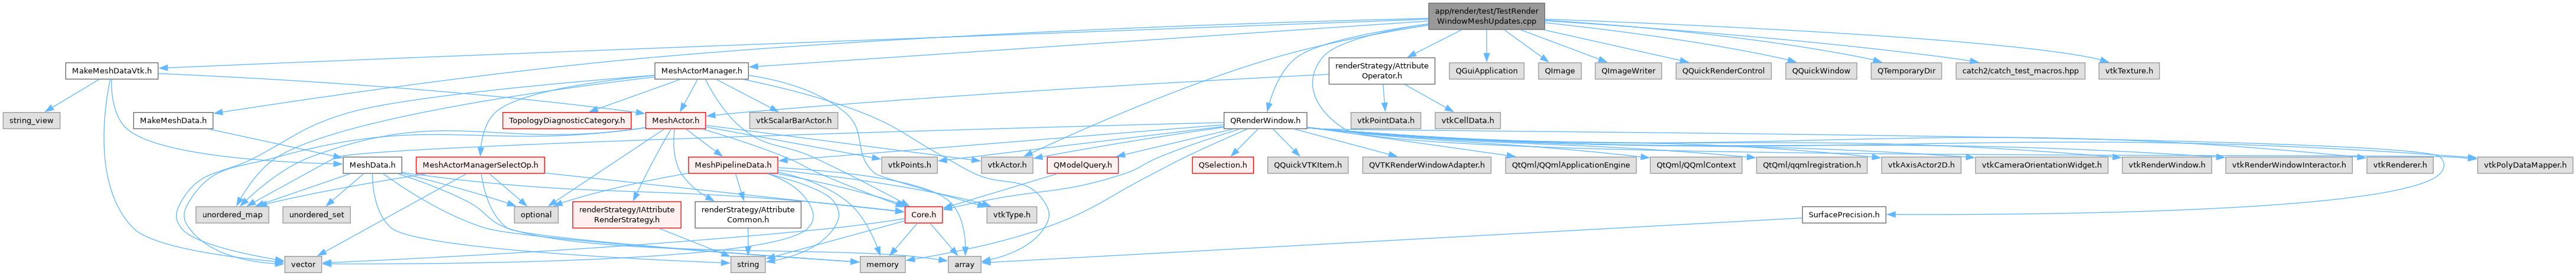 app/render/test/TestRender
WindowMeshUpdates.cpp
MakeMeshDataVtk.h
MeshActorManager.h
renderStrategy/Attribute
Operator.h
QGuiApplication
QImage
QImageWriter
QQuickRenderControl
QQuickWindow
QTemporaryDir
catch2/catch_test_macros.hpp
vtkTexture.h
string_view
MakeMeshData.h
TopologyDiagnosticCategory.h
MeshActor.h
vtkScalarBarActor.h
QRenderWindow.h
vtkPointData.h
vtkCellData.h
MeshData.h
MeshActorManagerSelectOp.h
MeshPipelineData.h
vtkPoints.h
vtkActor.h
QModelQuery.h
QSelection.h
QQuickVTKItem.h
QVTKRenderWindowAdapter.h
QtQml/QQmlApplicationEngine
QtQml/QQmlContext
QtQml/qqmlregistration.h
vtkAxisActor2D.h
vtkCameraOrientationWidget.h
vtkRenderWindow.h
vtkRenderWindowInteractor.h
vtkRenderer.h
vtkPolyDataMapper.h
unordered_map
unordered_set
optional
renderStrategy/IAttribute
RenderStrategy.h
renderStrategy/Attribute
Common.h
Core.h
vtkType.h
SurfacePrecision.h
vector
string
memory
array